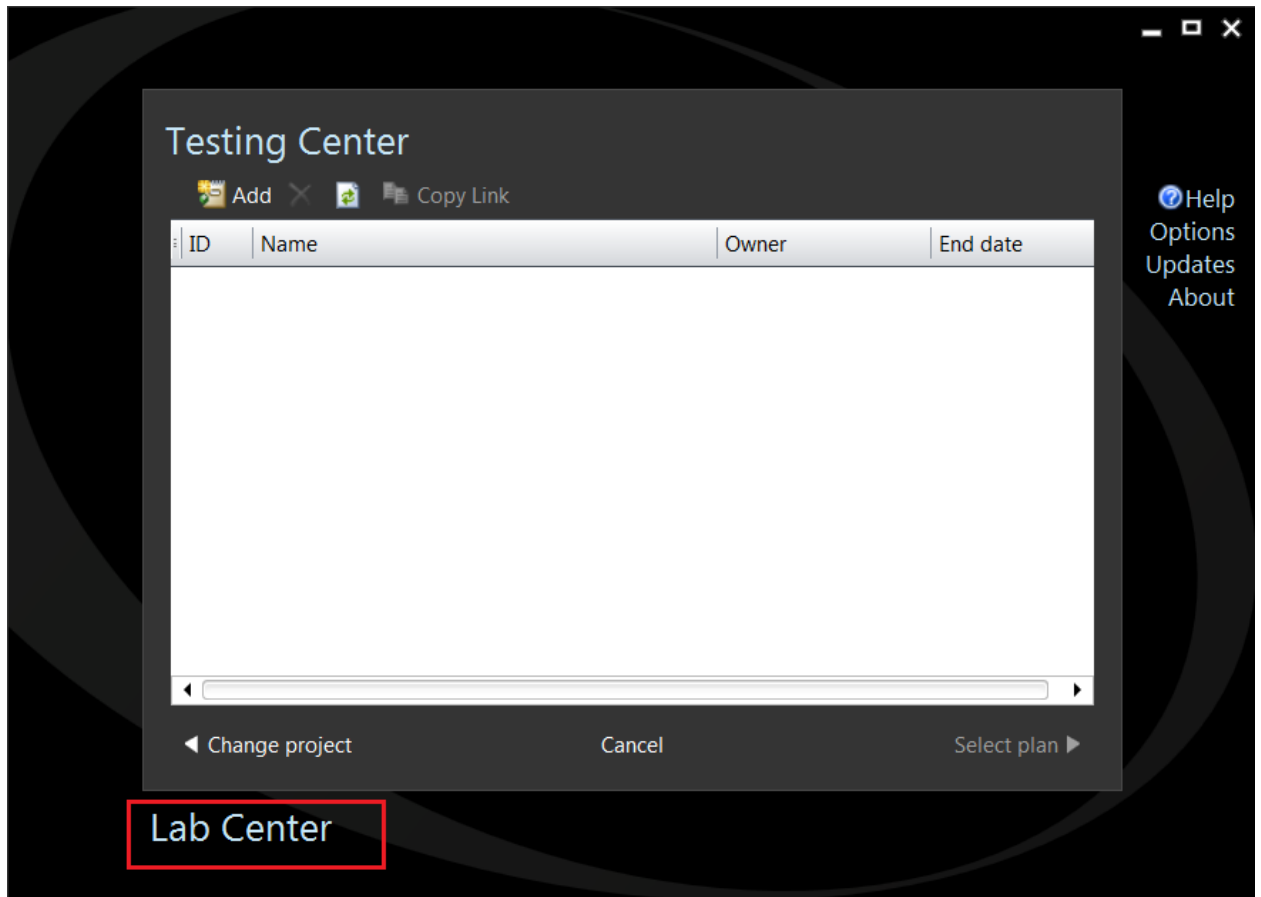 Testing Center
Add Copy Link
ID Name Owner End date
Help
Options
Updates
About
Change project Cancel Select plan
Lab Center